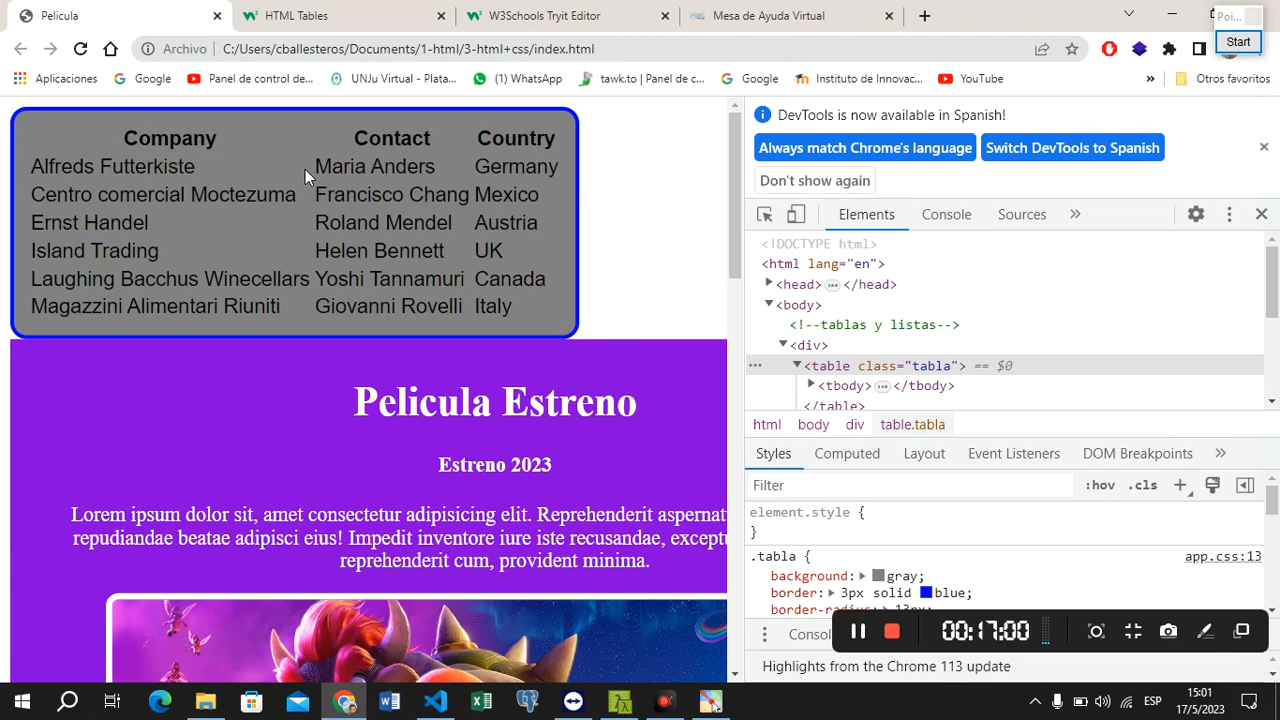 Pelicula
HTML Tables
W3Schools Tryit Editor
Mesa de Ayuda Virtual
Poi...
Start
Archivo
C:/Users/cballesteros/Documents/1-html/3-html+css/index.html
Aplicaciones
Google
Panel de control de...
UNJu Virtual - Plata...
(1) WhatsApp
tawk.to | Panel de c...
Google
Instituto de Innovac...
YouTube
»
Otros favoritos
Company Contact Country
Alfreds Futterkiste Maria Anders Germany
Centro comercial Moctezuma Francisco Chang Mexico
Ernst Handel Roland Mendel Austria
Island Trading Helen Bennett UK
Laughing Bacchus Winecellars Yoshi Tannamuri Canada
Magazzini Alimentari Riuniti Giovanni Rovelli Italy
Pelicula Estreno
Estreno 2023
Lorem ipsum dolor sit, amet consectetur adipisicing elit. Reprehenderit aspernat
repudiandae beatae adipisci eius! Impedit inventore iure iste recusandae, except
reprehenderit cum, provident minima.
DevTools is now available in Spanish!
Always match Chrome's language
Switch DevTools to Spanish
Don't show again
Elements Console Sources »
<!DOCTYPE html>
<html lang="en">
<head> ... </head>
<body>
<!--tablas y listas-->
<div>
... <table class="tabla"> == $0
<tbody> ... </tbody>
</table>
html body div table.tabla
Styles Computed Layout Event Listeners DOM Breakpoints »
Filter
:hov .cls +
element.style {
}
.tabla { app.css:13
background: gray;
border: 3px solid blue;
border-radius: 13px;
Consol
00:17:00
Highlights from the Chrome 113 update
ESP
15:01
17/5/2023